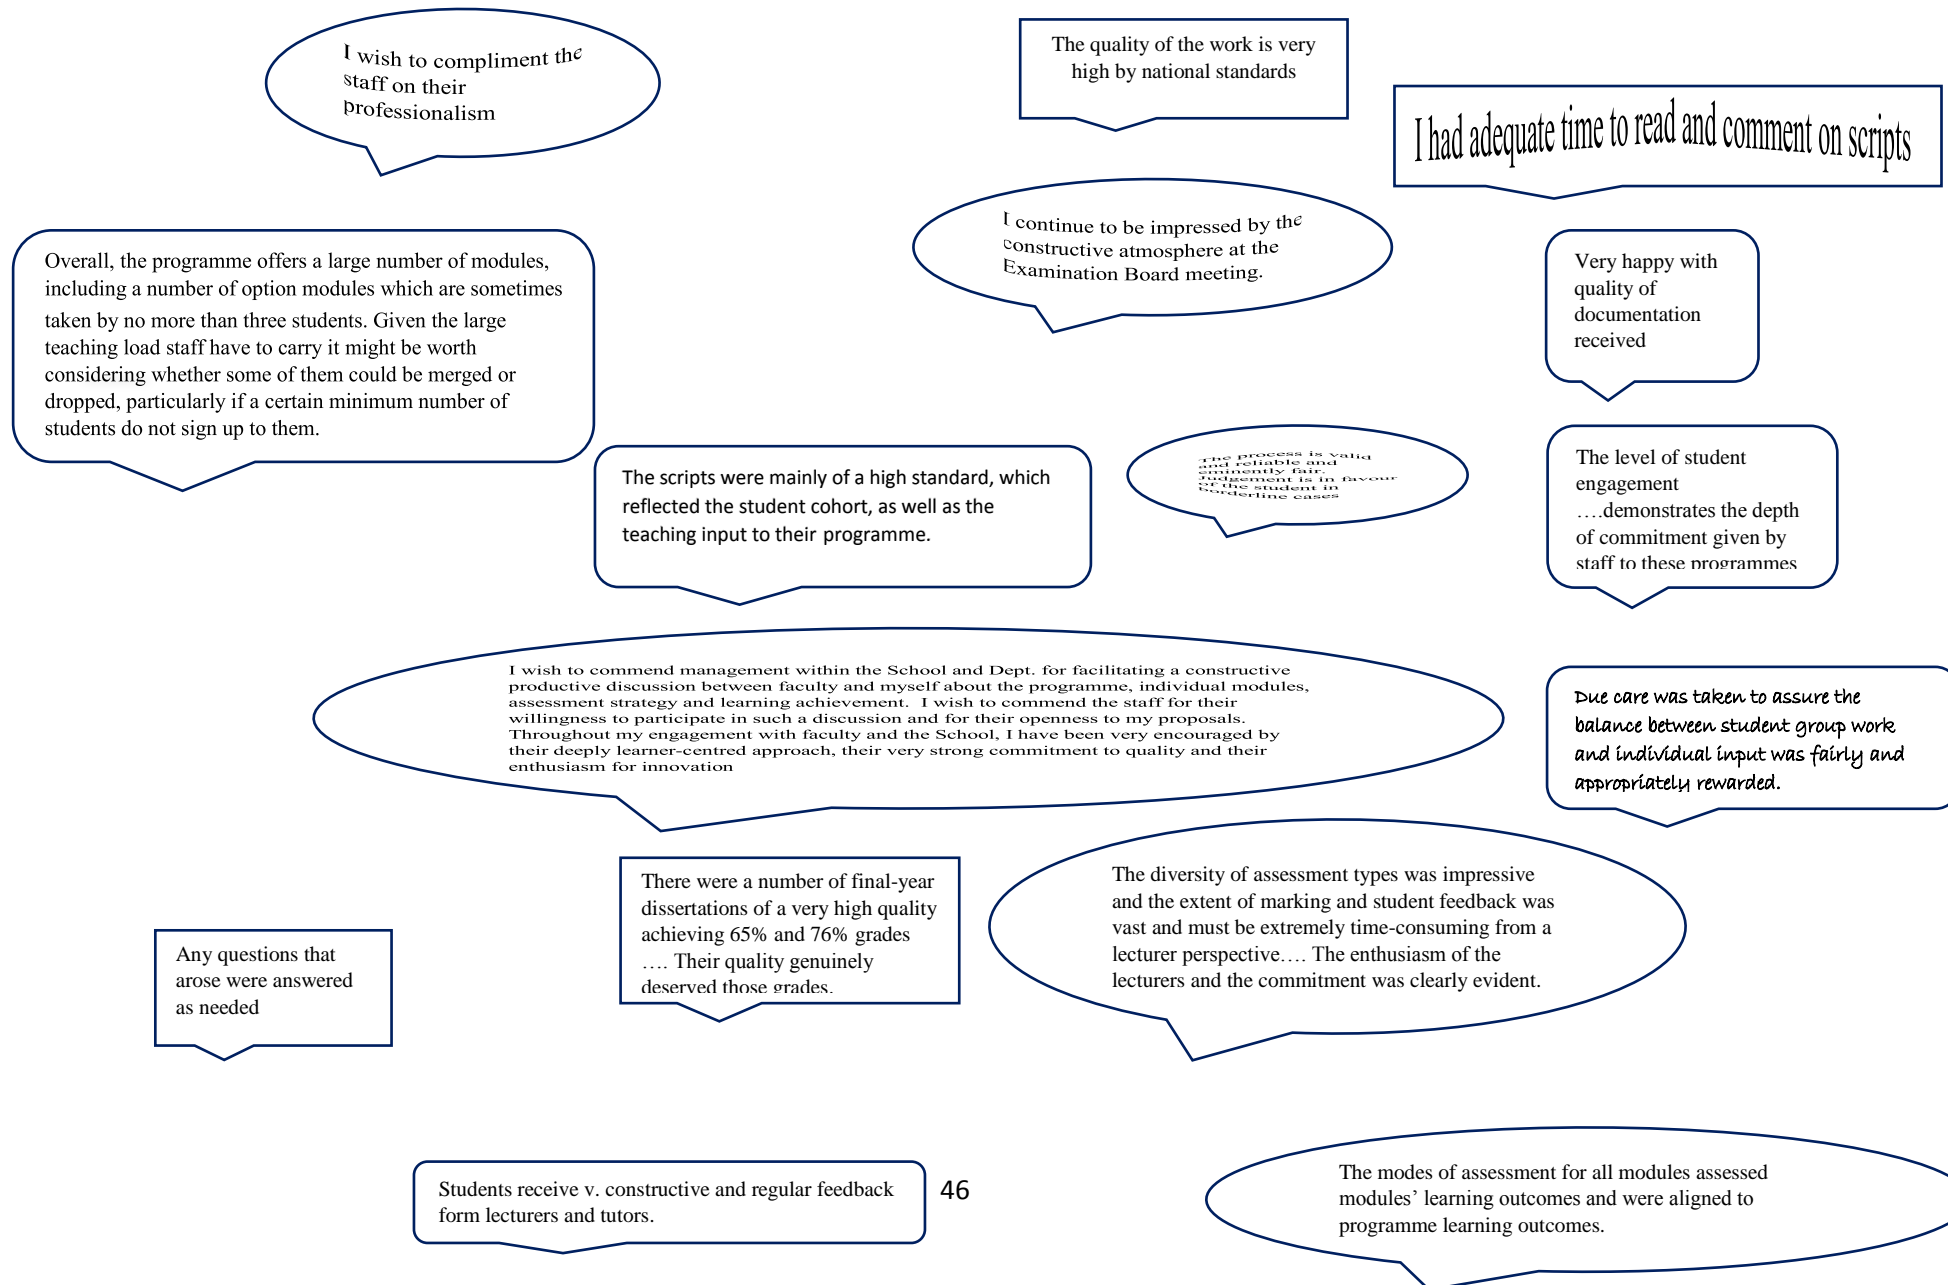 I wish to compliment the
staff on their
professionalism
The quality of the work is very
high by national standards
I had adequate time to read and comment on scripts
I continue to be impressed by the
constructive atmosphere at the
Examination Board meeting.
Overall, the programme offers a large number of modules,
including a number of option modules which are sometimes
taken by no more than three students. Given the large
teaching load staff have to carry it might be worth
considering whether some of them could be merged or
dropped, particularly if a certain minimum number of
students do not sign up to them.
Very happy with
quality of
documentation
received
The scripts were mainly of a high standard, which
reflected the student cohort, as well as the
teaching input to their programme.
The process is valid
and reliable and
eminently fair.
Judgement is in favour
of the student in
borderline cases
The level of student
engagement
….demonstrates the depth
of commitment given by
staff to these programmes
I wish to commend management within the School and Dept. for facilitating a constructive
productive discussion between faculty and myself about the programme, individual modules,
assessment strategy and learning achievement. I wish to commend the staff for their
willingness to participate in such a discussion and for their openness to my proposals.
Throughout my engagement with faculty and the School, I have been very encouraged by
their deeply learner-centred approach, their very strong commitment to quality and their
enthusiasm for innovation
Due care was taken to assure the
balance between student group work
and individual input was fairly and
appropriately rewarded.
There were a number of final-year
dissertations of a very high quality
achieving 65% and 76% grades
…. Their quality genuinely
deserved those grades.
The diversity of assessment types was impressive
and the extent of marking and student feedback was
vast and must be extremely time-consuming from a
lecturer perspective…. The enthusiasm of the
lecturers and the commitment was clearly evident.
Any questions that
arose were answered
as needed
Students receive v. constructive and regular feedback
form lecturers and tutors.
46
The modes of assessment for all modules assessed
modules’ learning outcomes and were aligned to
programme learning outcomes.